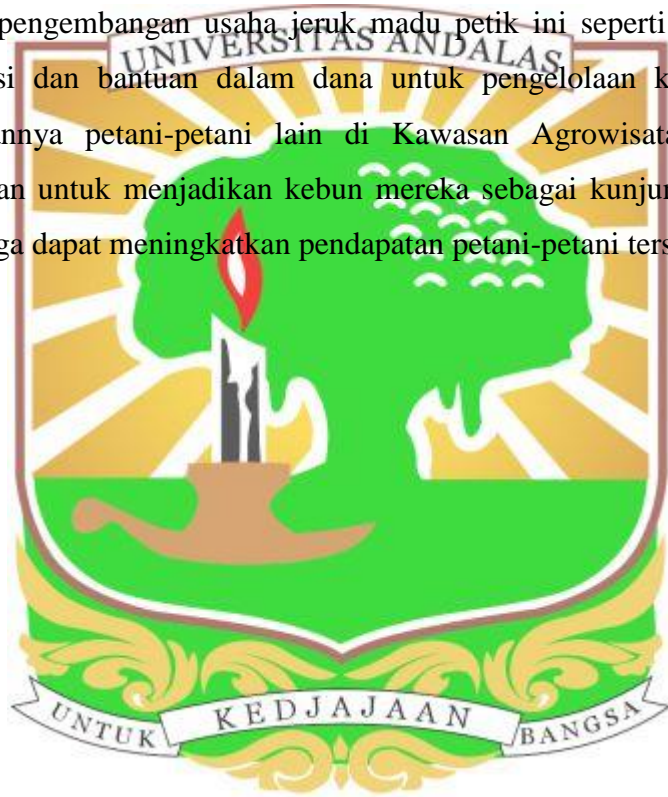 pengembangan usaha jeruk madu petik ini seperti
UNIVERSITAS ANDALAS
si dan bantuan dalam dana untuk pengelolaan k
nnya petani-petani lain di Kawasan Agrowisata
an untuk menjadikan kebun mereka sebagai kunjun
ga dapat meningkatkan pendapatan petani-petani ters
UNTUK KEDJAJAAN BANGSA